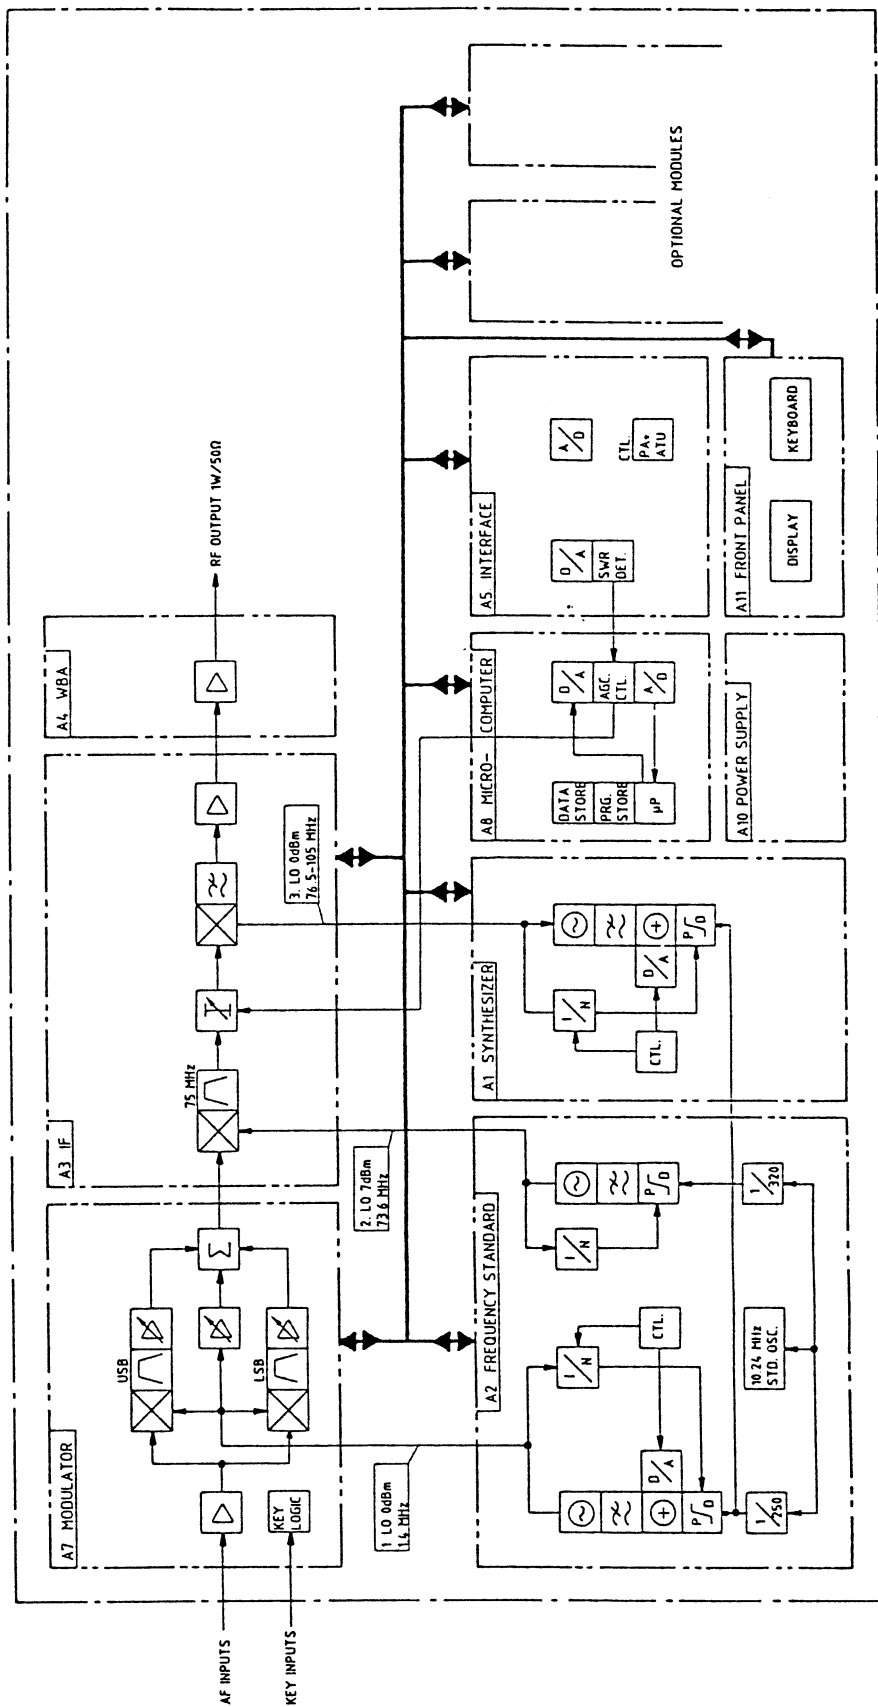 AF INPUTS
KEY INPUTS
A7 MODULATOR
KEY
LOGIC
USB
LSB
Σ
A3 IF
75 MHz
A4 WBA
RF OUTPUT 1W/50Ω
1 LO 0dBm
1.4 MHz
2. LO 7dBm
73.6 MHz
3. LO 0dBm
76.5-105 MHz
A2 FREQUENCY STANDARD
D/A
P∫D
1/N
CTL.
1/250
10.24 MHz
STD. OSC.
1/N
P∫D
1/320
A1 SYNTHESIZER
CTL.
1/N
D/A
P∫D
A8 MICRO- COMPUTER
DATA
STORE
PRG.
STORE
µP
D/A
AGC.
CTL.
A/D
A5 INTERFACE
D/A
SWR
DET.
A/D
CTL.
PA+
ATU
A10 POWER SUPPLY
A11 FRONT PANEL
DISPLAY
KEYBOARD
OPTIONAL MODULES